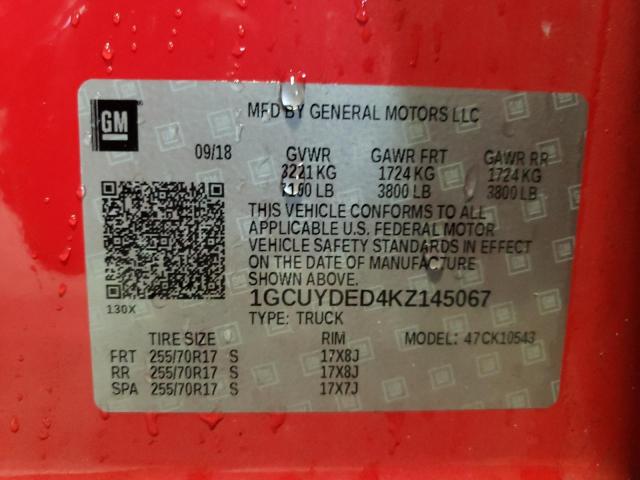 GM
MFD BY GENERAL MOTORS LLC
09/18 GVWR GAWR FRT GAWR RR
3221 KG 1724 KG 1724 KG
7100 LB 3800 LB 3800 LB
THIS VEHICLE CONFORMS TO ALL
APPLICABLE U.S. FEDERAL MOTOR
VEHICLE SAFETY STANDARDS IN EFFECT
ON THE DATE OF MANUFACTURE
SHOWN ABOVE.
1GCUYDED4KZ145067
130X
TYPE: TRUCK
TIRE SIZE RIM MODEL: 47CK10543
FRT 255/70R17 S 17X8J
RR 255/70R17 S 17X8J
SPA 255/70R17 S 17X7J